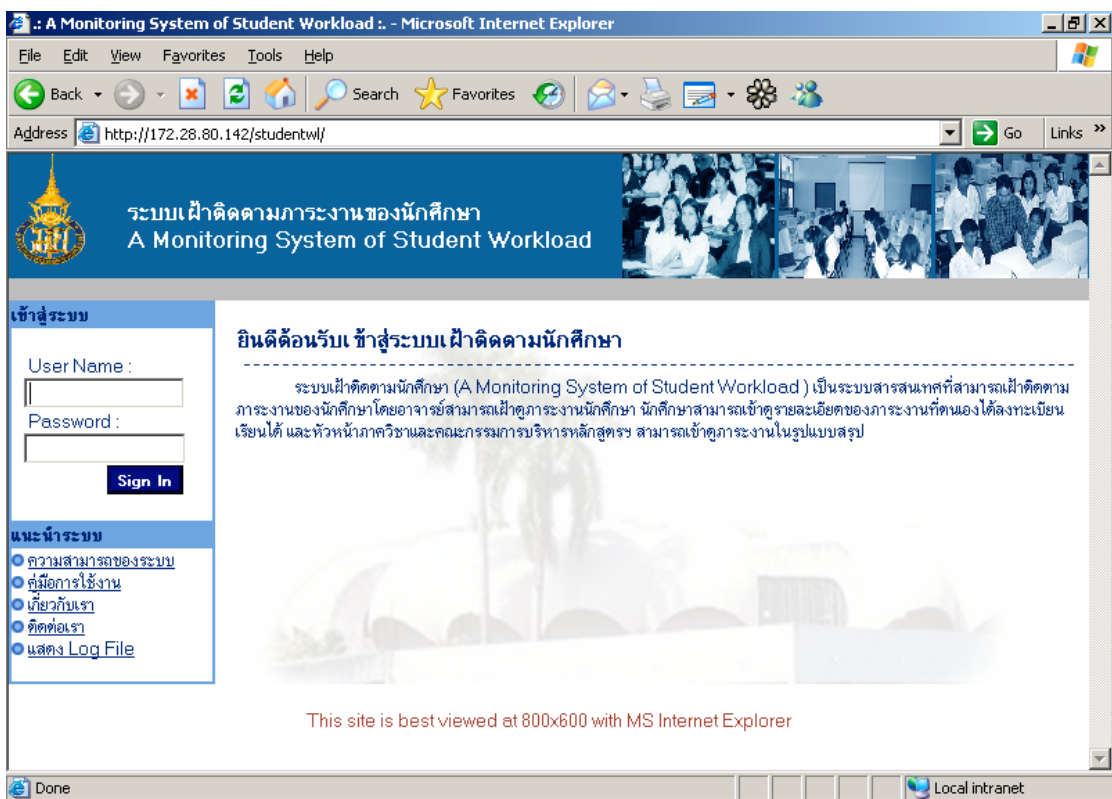 .: A Monitoring System of Student Workload :. - Microsoft Internet Explorer
File Edit View Favorites Tools Help
Back Search Favorites
Address http://172.28.80.142/studentwl/ Go Links »
ระบบเฝ้าติดตามภาระงานของนักศึกษา
A Monitoring System of Student Workload
เข้าสู่ระบบ
User Name :
Password :
Sign In
แนะนำระบบ
ความสามารถของระบบ
คู่มือการใช้งาน
เกี่ยวกับเรา
ติดต่อเรา
แสดง Log File
ยินดีต้อนรับเข้าสู่ระบบเฝ้าติดตามนักศึกษา
ระบบเฝ้าติดตามนักศึกษา (A Monitoring System of Student Workload ) เป็นระบบสารสนเทศที่สามารถเฝ้าติดตาม
ภาระงานของนักศึกษาโดยอาจารย์สามารถเฝ้าดูภาระงานนักศึกษา นักศึกษาสามารถเข้าดูรายละเอียดของภาระงานที่ตนเองได้ลงทะเบียน
เรียนได้ และหัวหน้าภาควิชาและคณะกรรมการบริหารหลักสูตรฯ สามารถเข้าดูภาระงานในรูปแบบสรุป
This site is best viewed at 800x600 with MS Internet Explorer
Done Local intranet